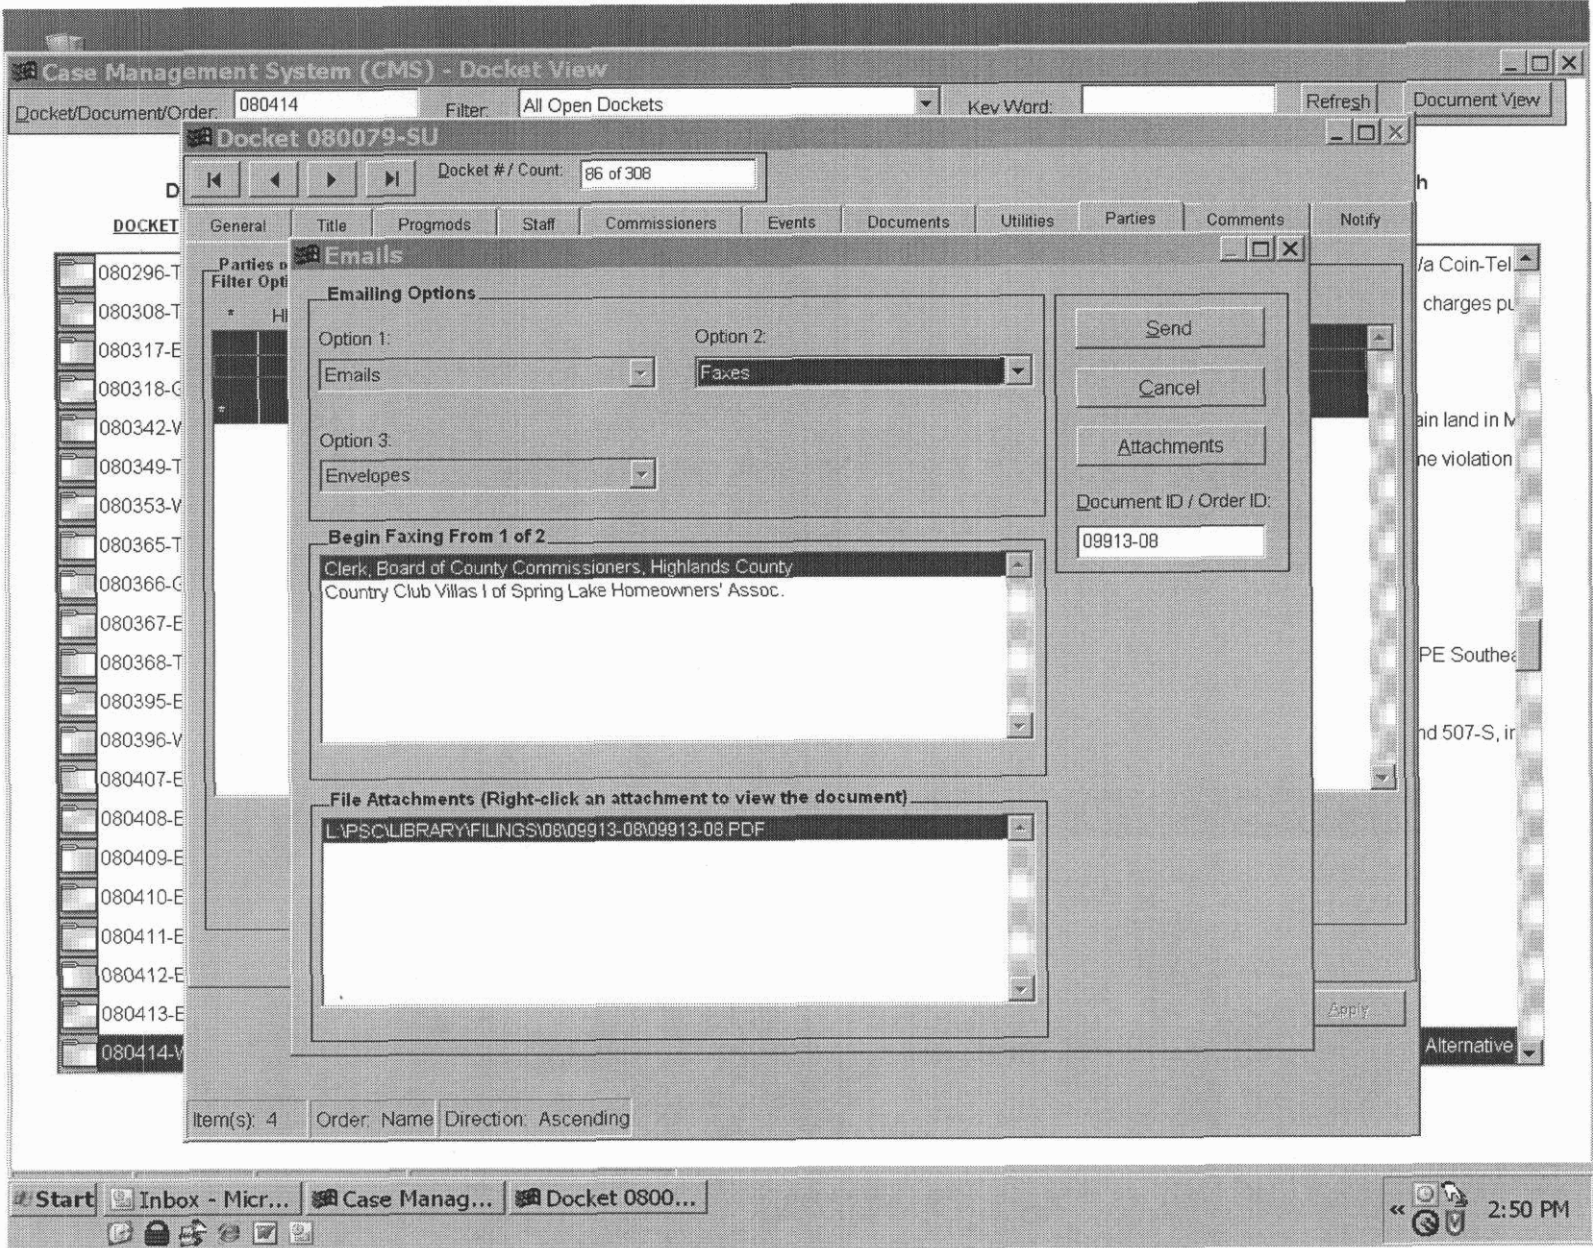 Case Management System (CMS) - Docket View
Docket/Document/Order: 080414 Filter: All Open Dockets Key Word: Refresh Document View
Docket 080079-SU
Docket # / Count: 86 of 308
D h
DOCKET General Title Progmods Staff Commissioners Events Documents Utilities Parties Comments Notify
Emails
Parties o
Filter Opti
* HI
Emailing Options
Option 1: Option 2:
Emails Faxes
Option 3:
Envelopes
Send
Cancel
Attachments
Document ID / Order ID:
09913-08
Begin Faxing From 1 of 2
Clerk, Board of County Commissioners, Highlands County
Country Club Villas I of Spring Lake Homeowners' Assoc.
File Attachments (Right-click an attachment to view the document)
L:\PSC\LIBRARY\FILINGS\08\09913-08\09913-08.PDF
080296-T
080308-T
080317-E
080318-G
080342-W
080349-T
080353-W
080365-T
080366-G
080367-E
080368-T
080395-E
080396-W
080407-E
080408-E
080409-E
080410-E
080411-E
080412-E
080413-E
080414-W
/a Coin-Tel
charges pu
ain land in M
ne violation
PE Southea
nd 507-S, in
Alternative
Apply
Item(s): 4 Order: Name Direction: Ascending
Start Inbox - Micr... Case Manag... Docket 0800... « 2:50 PM